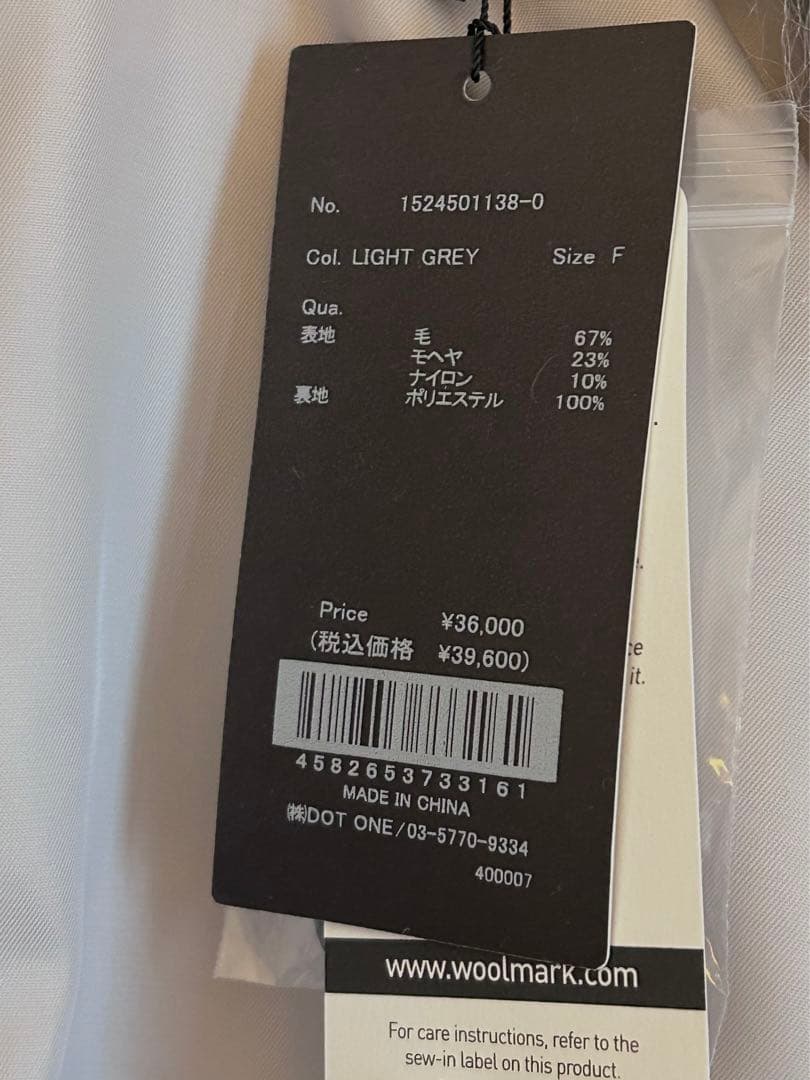 No. 1524501138-0
Col. LIGHT GREY Size F
Qua.
表地 毛 67%
モヘヤ 23%
ナイロン 10%
裏地 ポリエステル 100%
Price ¥36,000
(税込価格 ¥39,600)
4582653733161
MADE IN CHINA
㈱DOT ONE/03-5770-9334
400007
it.
www.woolmark.com
For care instructions, refer to the
sew-in label on this product.